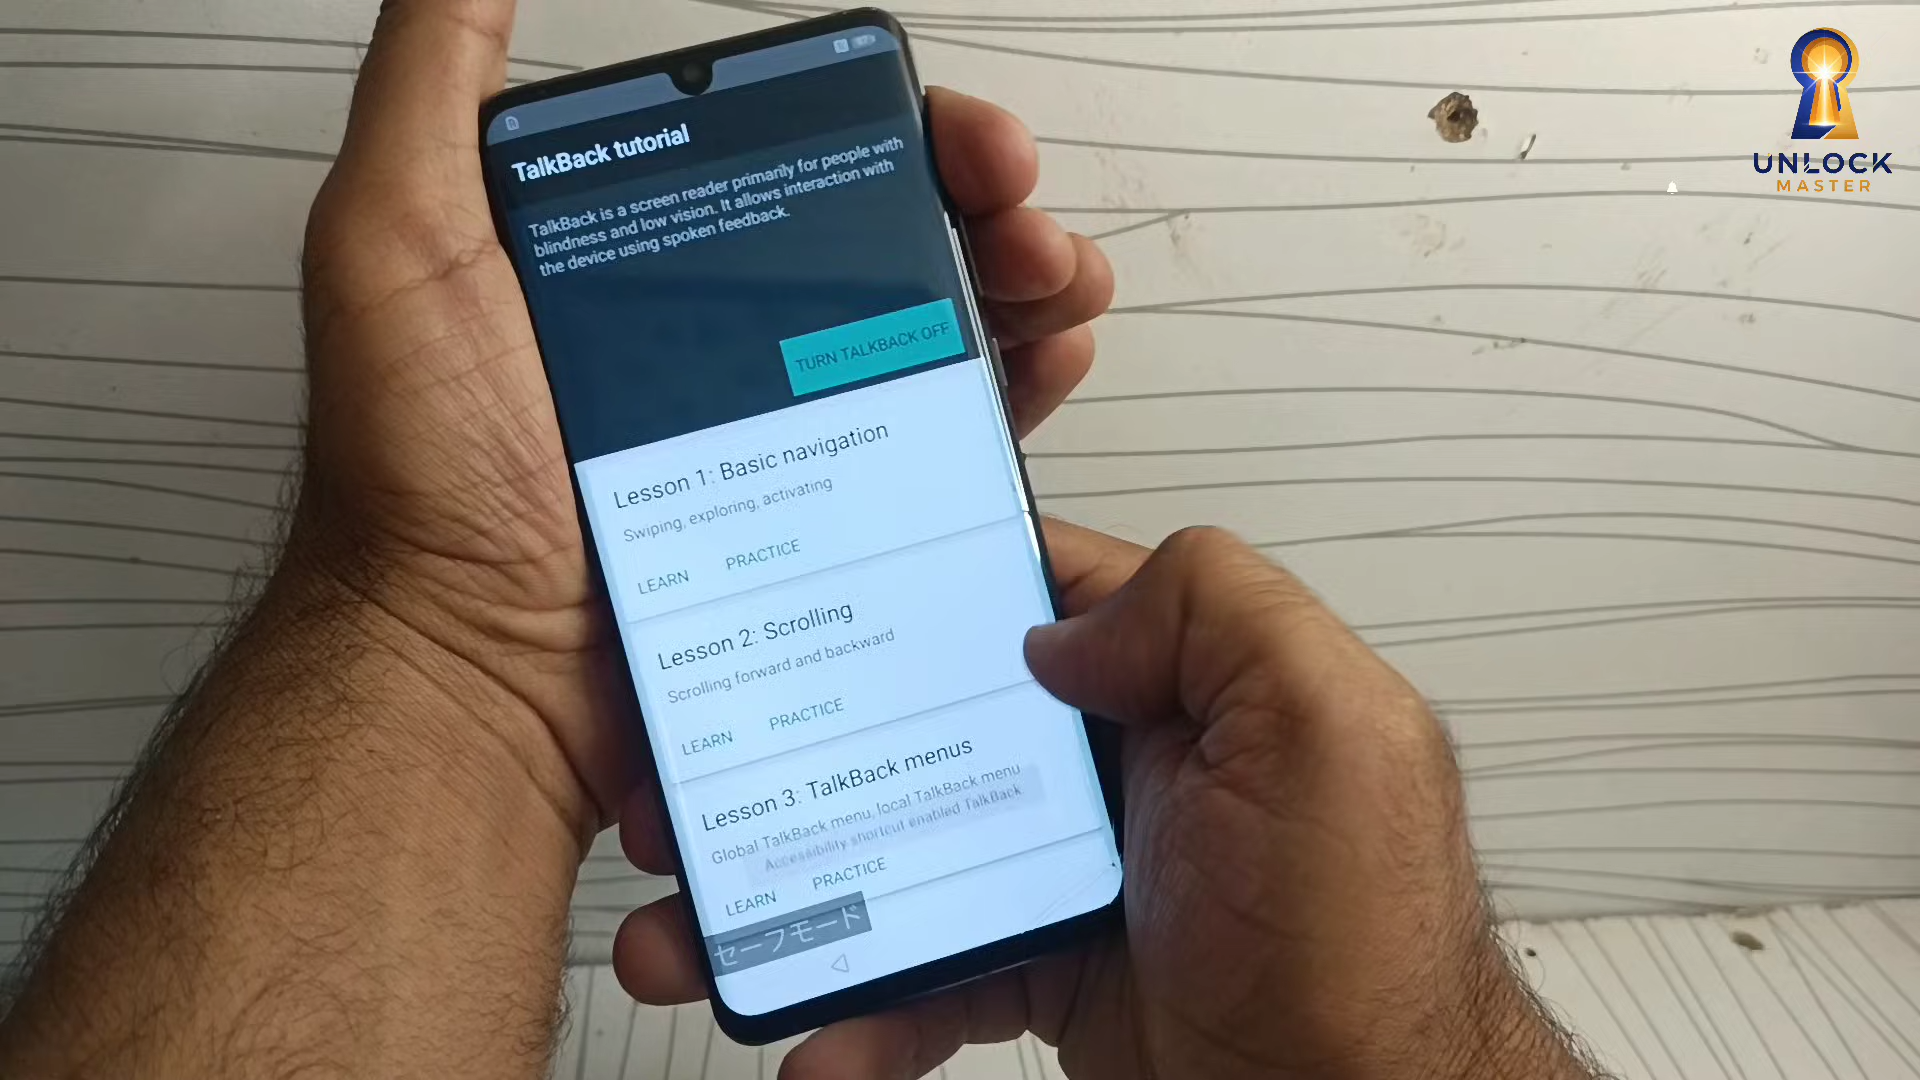 UNLOCK
MASTER
TalkBack tutorial
TalkBack is a screen reader primarily for people with
blindness and low vision. It allows interaction with
the device using spoken feedback.
TURN TALKBACK OFF
Lesson 1: Basic navigation
Swiping, exploring, activating
LEARN PRACTICE
Lesson 2: Scrolling
Scrolling forward and backward
LEARN PRACTICE
Lesson 3: TalkBack menus
Global TalkBack menu, local TalkBack menu
Accessibility shortcut enabled TalkBack
LEARN PRACTICE
セーフモード